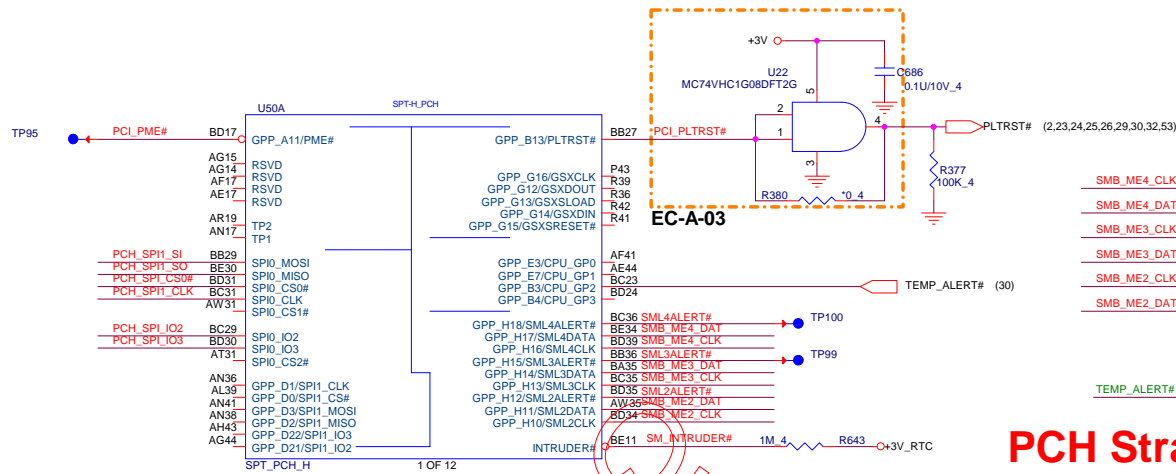 +3V
U22
MC74VHC1G08DFT2G
C686
0.1U/10V_4
5
2
1
4
3
PLTRST# (2,23,24,25,26,29,30,32,53)
R377
100K_4
R380 *0_4
EC-A-03
U50A
SPT-H_PCH
TP95
PCI_PME# BD17 GPP_A11/PME#
AG15 RSVD
AG14 RSVD
AF17 RSVD
AE17 RSVD
AR19 TP2
AN17 TP1
PCH_SPI1_SI BB29 SPI0_MOSI
PCH_SPI1_SO BE30 SPI0_MISO
PCH_SPI_CS0# BD31 SPI0_CS0#
PCH_SPI1_CLK BC31 SPI0_CLK
AW31 SPI0_CS1#
PCH_SPI_IO2 BC29 SPI0_IO2
PCH_SPI_IO3 BD30 SPI0_IO3
AT31 SPI0_CS2#
AN36 GPP_D1/SPI1_CLK
AL39 GPP_D0/SPI1_CS#
AN41 GPP_D3/SPI1_MOSI
AN38 GPP_D2/SPI1_MISO
AH43 GPP_D22/SPI1_IO3
AG44 GPP_D21/SPI1_IO2
GPP_B13/PLTRST# BB27 PCI_PLTRST#
GPP_G16/GSXCLK P43
GPP_G12/GSXDOUT R39
GPP_G13/GSXSLOAD R36
GPP_G14/GSXDIN R42
GPP_G15/GSXSRESET# R41
GPP_E3/CPU_GP0 AF41
GPP_E7/CPU_GP1 AE44
GPP_B3/CPU_GP2 BC23
GPP_B4/CPU_GP3 BD24
TEMP_ALERT# (30)
GPP_H18/SML4ALERT# BC36 SML4ALERT# TP100
GPP_H17/SML4DATA BE34 SMB_ME4_DAT
GPP_H16/SML4CLK BD39 SMB_ME4_CLK
GPP_H15/SML3ALERT# BB36 SML3ALERT# TP99
GPP_H14/SML3DATA BA35 SMB_ME3_DAT
GPP_H13/SML3CLK BC35 SMB_ME3_CLK
GPP_H12/SML2ALERT# BD35 SML2ALERT#
GPP_H11/SML2DATA AW35 SMB_ME2_DAT
GPP_H10/SML2CLK BD34 SMB_ME2_CLK
INTRUDER# BE11 SM_INTRUDER# 1M_4 R643 +3V_RTC
SPT_PCH_H
1 OF 12
SMB_ME4_CLK
SMB_ME4_DAT
SMB_ME3_CLK
SMB_ME3_DAT
SMB_ME2_CLK
SMB_ME2_DAT
TEMP_ALERT#
PCH Stra